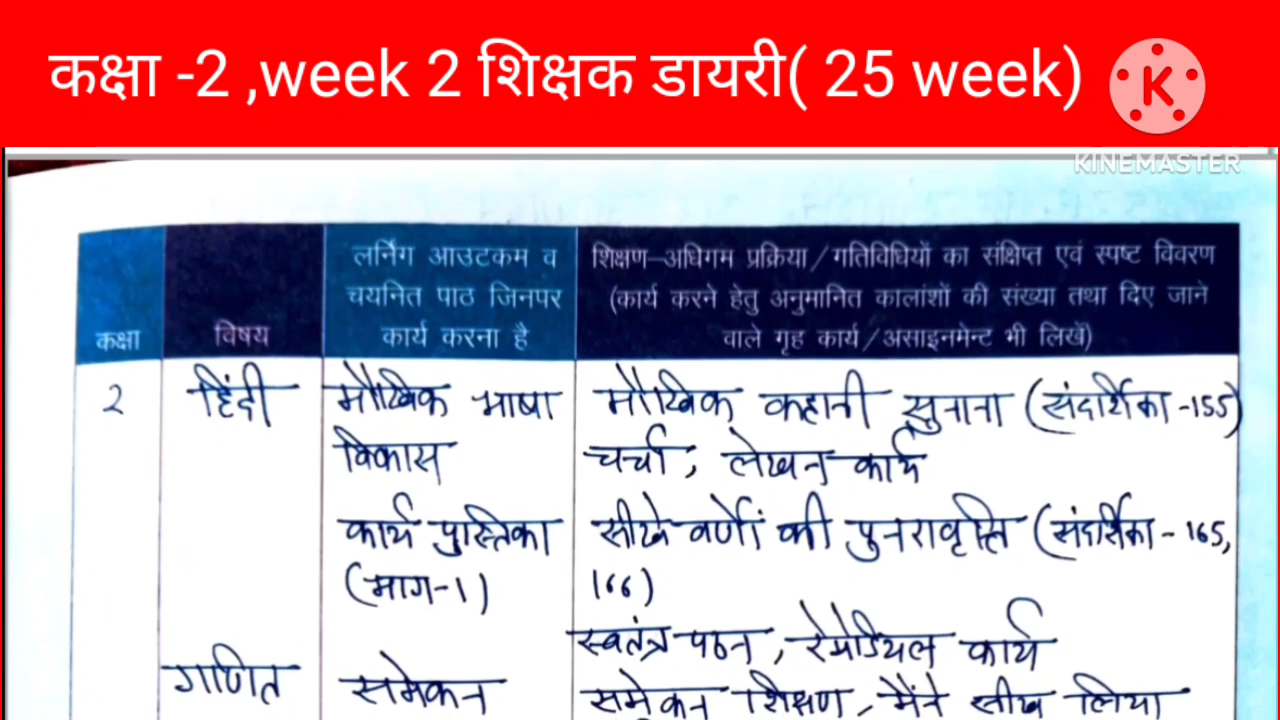 कक्षा -2 ,week 2 शिक्षक डायरी( 25 week)
K
KINEMASTER
कक्षा
विषय
लर्निंग आउटकम व
चयनित पाठ जिनपर
कार्य करना है
शिक्षण-अधिगम प्रक्रिया/गतिविधियों का संक्षिप्त एवं स्पष्ट विवरण
(कार्य करने हेतु अनुमानित कालांशों की संख्या तथा दिए जाने
वाले गृह कार्य/असाइनमेन्ट भी लिखें)
2 हिंदी मौखिक भाषा मौखिक कहानी सुनाना (संदर्शिका -155)
विकास चर्चा, लेखन कार्य
कार्य पुस्तिका सीखे वर्णों की पुनरावृत्ति (संदर्शिका - 165,
(भाग-1) 166)
स्वतंत्र पठन, रेमेडियल कार्य
गणित समेकन समेकन शिक्षण, मैंने सीख लिया